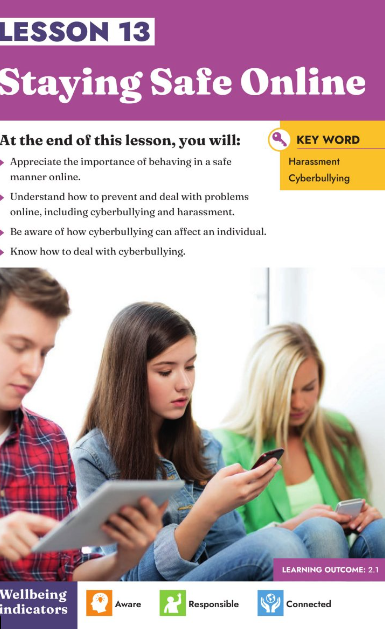 LESSON 13
Staying Safe Online
At the end of this lesson, you will:
Appreciate the importance of behaving in a safe
manner online.
Understand how to prevent and deal with problems
online, including cyberbullying and harassment.
Be aware of how cyberbullying can affect an individual.
Know how to deal with cyberbullying.
KEY WORD
Harassment
Cyberbullying
LEARNING OUTCOME: 2.1
Wellbeing
indicators
Aware
Responsible
Connected